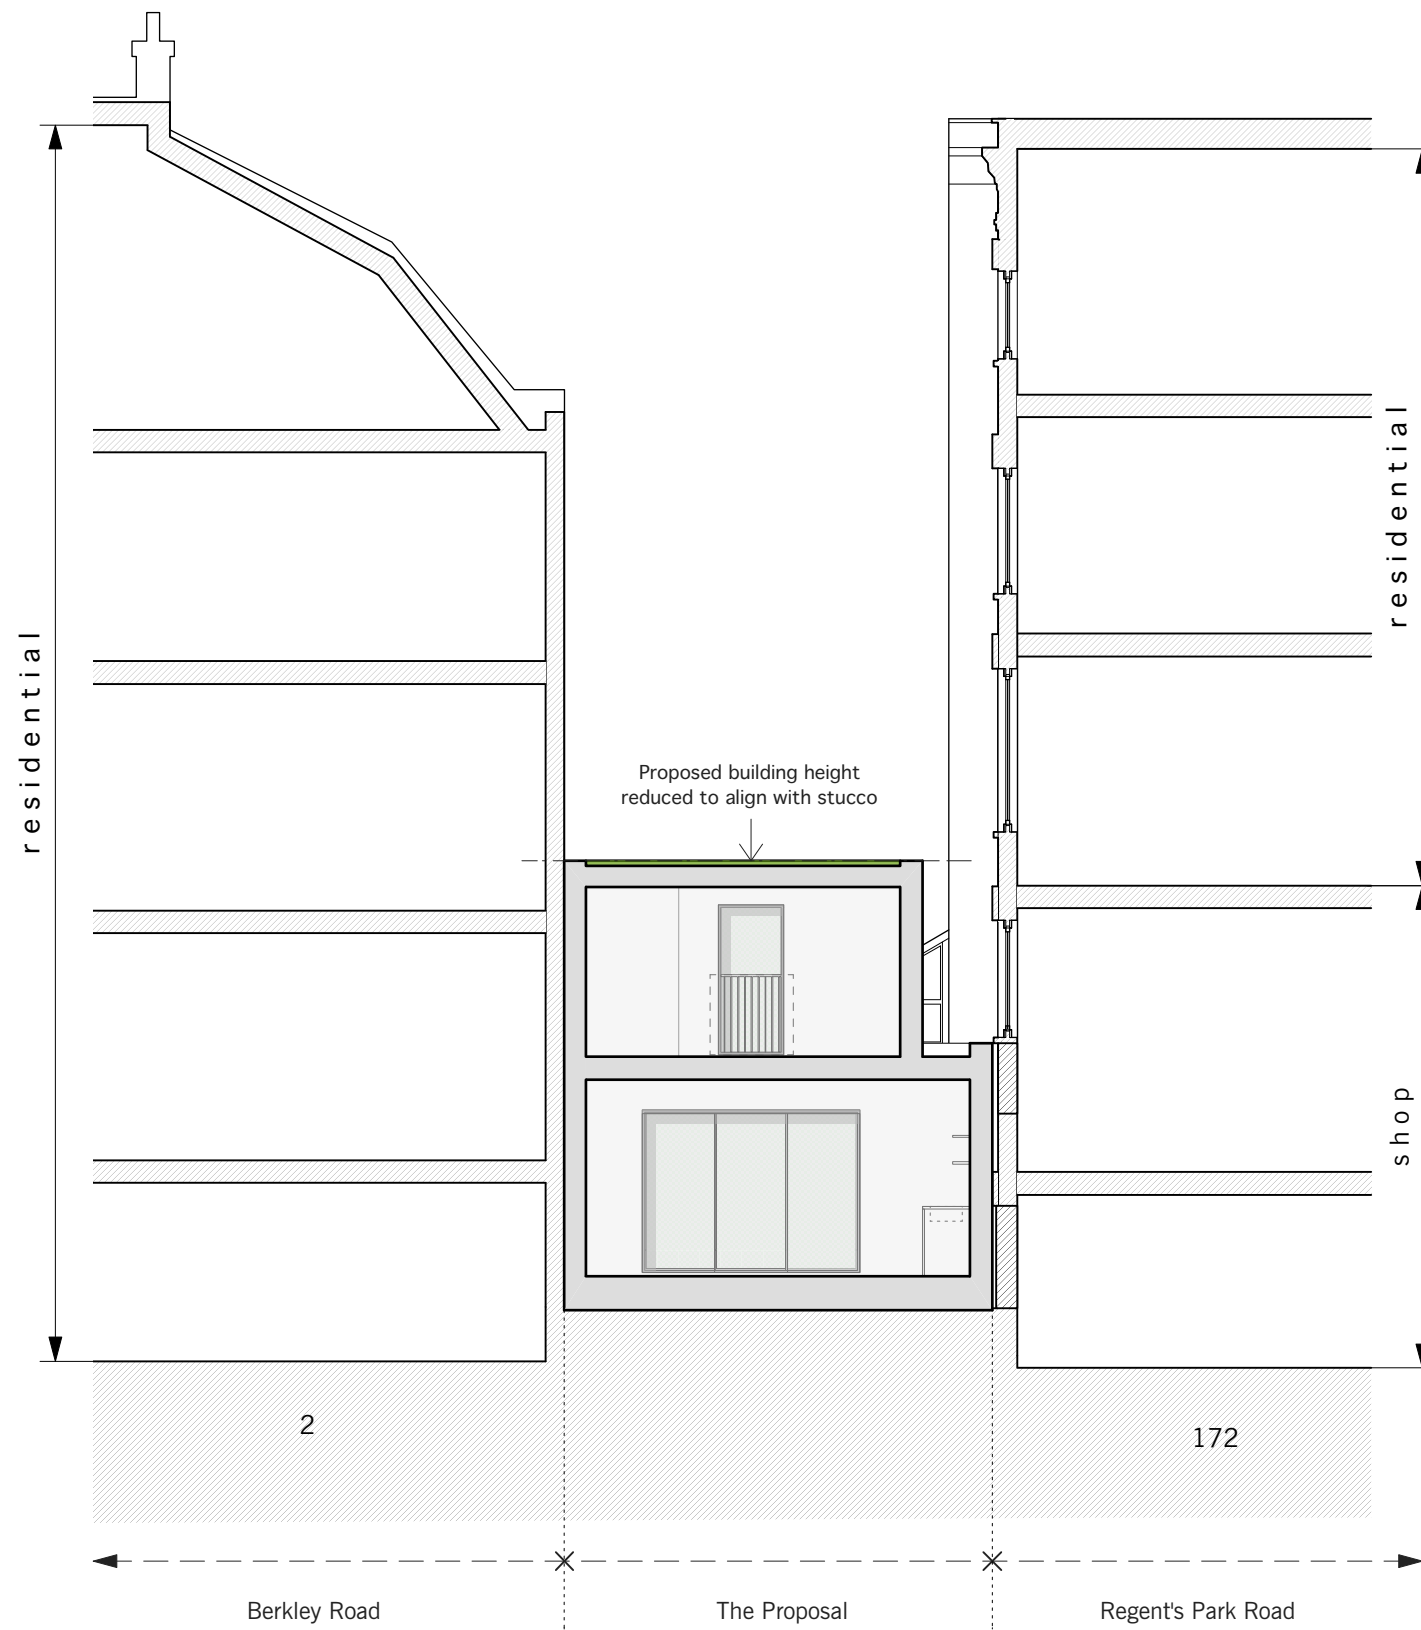 residential
residential
Proposed building height
reduced to align with stucco
shop
2
172
Berkley Road
The Proposal
Regent's Park Road